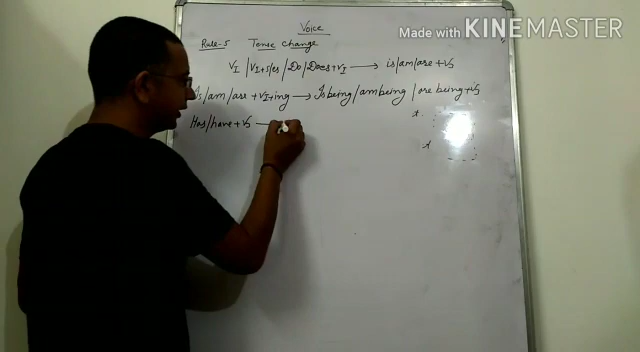 Voice
Made with KINEMASTER
Rule-5 Tense change
V1 | V1+s/es | Do | Does+V1 → is/am/are + V3
Is/am/are + V1+ing → Is being / am being / are being + V3
Has/have + V3 →